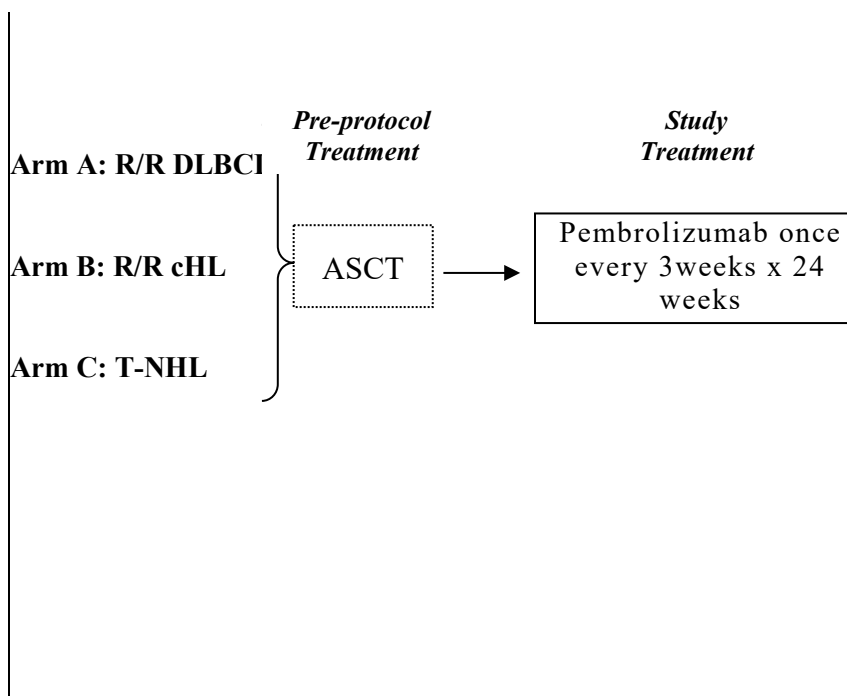 Pre-protocol
Treatment
Study
Treatment
Arm A: R/R DLBCL
Arm B: R/R cHL
Arm C: T-NHL
ASCT
Pembrolizumab once
every 3weeks x 24
weeks